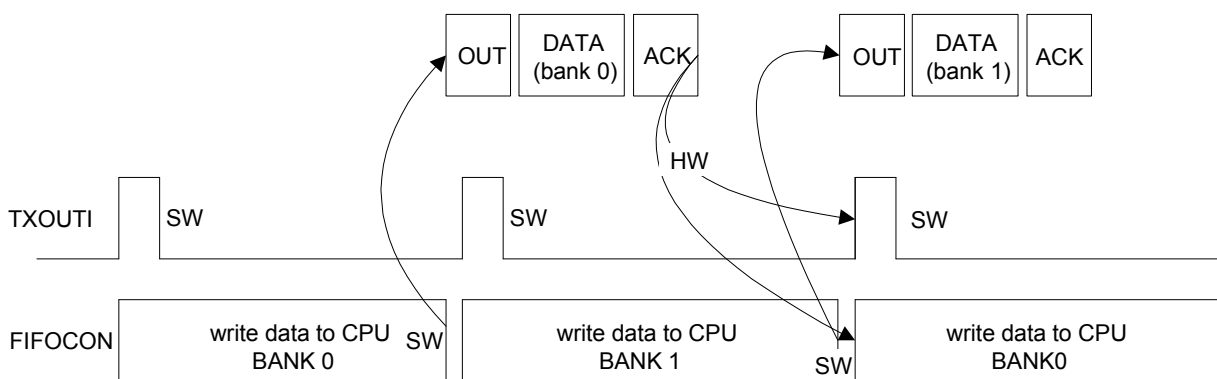 OUT
DATA
(bank 0)
ACK
OUT
DATA
(bank 1)
ACK
HW
TXOUTI
SW
SW
SW
FIFOCON
write data to CPU
BANK 0
SW
write data to CPU
BANK 1
SW
write data to CPU
BANK0